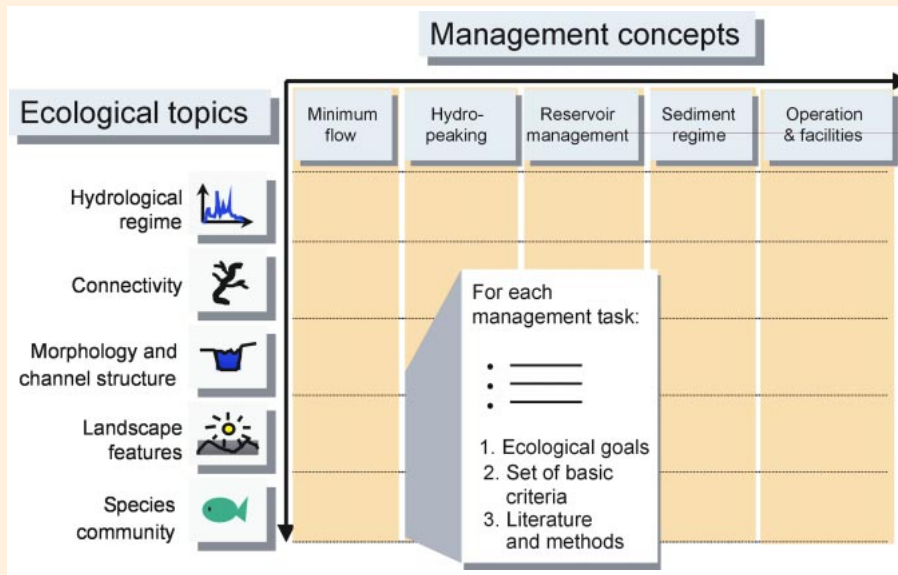 Management concepts
Ecological topics
Minimum
flow
Hydro-
peaking
Reservoir
management
Sediment
regime
Operation
& facilities
Hydrological
regime
Connectivity
Morphology and
channel structure
Landscape
features
Species
community
For each
management task:
1. Ecological goals
2. Set of basic
criteria
3. Literature
and methods